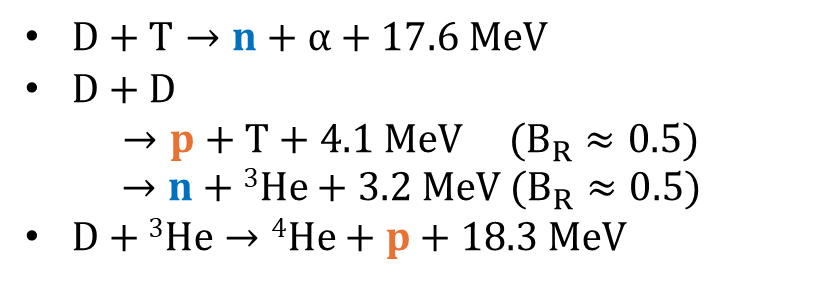 • D + T → n + α + 17.6 MeV
• D + D
→ p + T + 4.1 MeV (B_R ≈ 0.5)
→ n + ³He + 3.2 MeV (B_R ≈ 0.5)
• D + ³He → ⁴He + p + 18.3 MeV